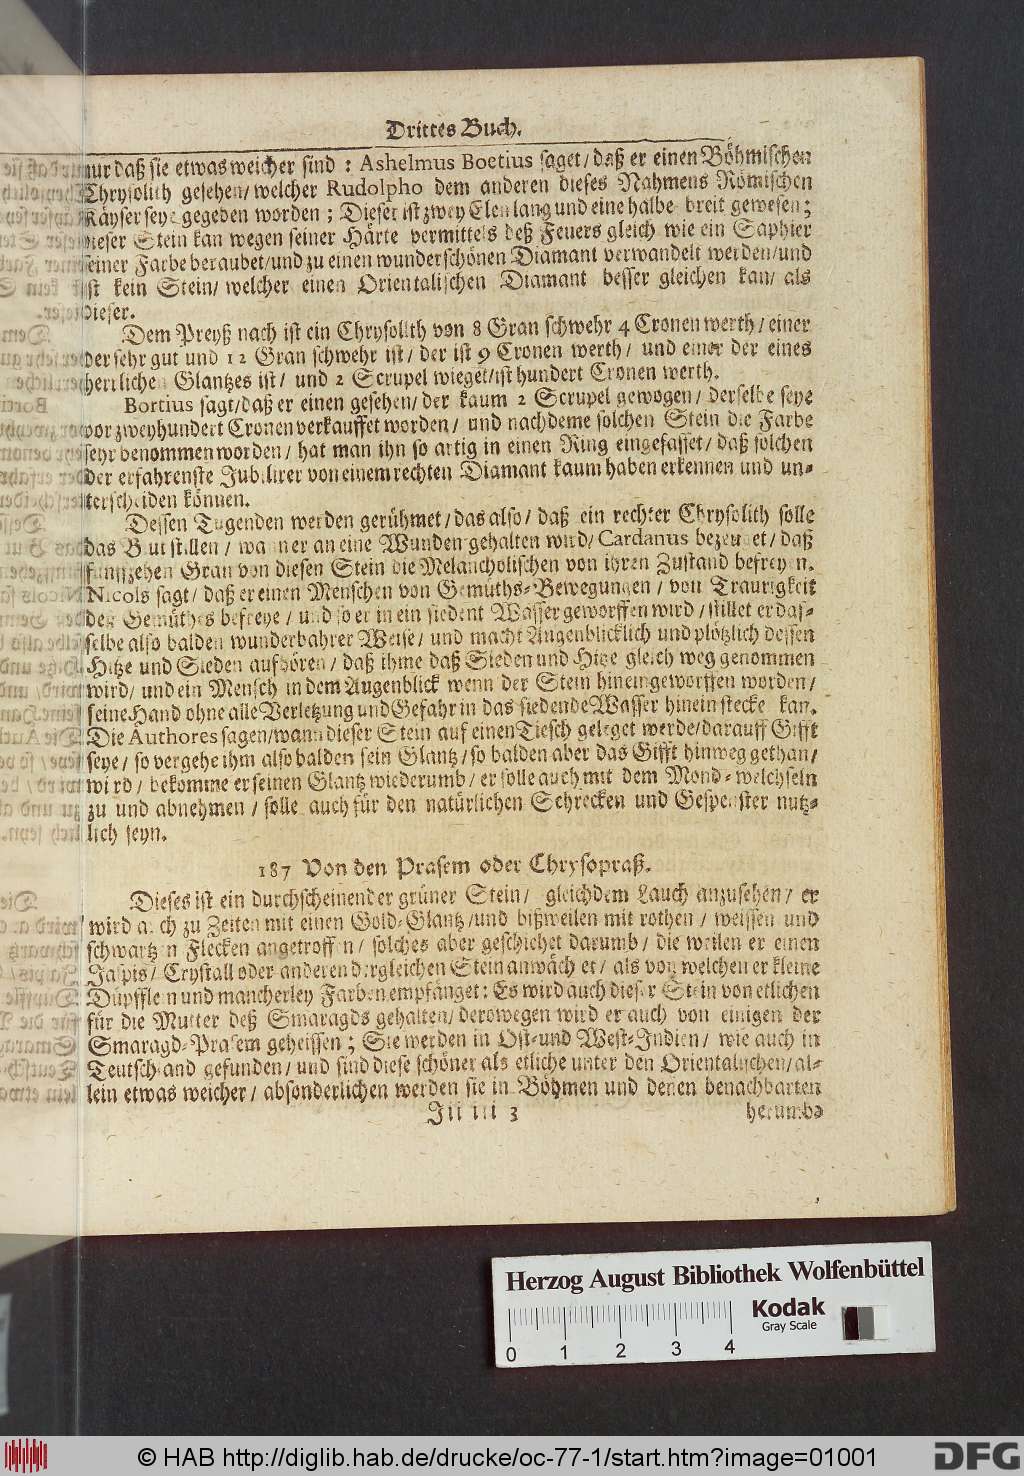 Drittes Buch.
nur daß sie etwas weicher sind : Ashelmus Boetius saget / daß er einen Böhmischen
Chrysolith gesehen / welcher Rudolpho dem anderen dieses Nahmens Römischen
Käyser seye gegeden worden ; Dieser ist zwey Elen lang und eine halbe breit gewesen ;
dieser Stein kan wegen seiner Härte vermittels deß Feuers gleich wie ein Saphier
seiner Farbe beraubet / und zu einen wunderschönen Diamant verwandelt werden / und
ist kein Stein / welcher einen Orientalischen Diamant besser gleichen kan / als
dieser.
Dem Preyß nach ist ein Chrysolith von 8 Gran schwehr 4 Cronen werth / einer
der sehr gut und 12 Gran schwehr ist / der ist 9 Cronen werth / und einer der eines
herrlichen Glantzes ist / und 2 Scrupel wieget / ist hundert Cronen werth.
Bortius sagt / daß er einen gesehen / der kaum 2 Scrupel gewogen / derselbe seye
vor zweyhundert Cronen verkauffet worden / und nachdeme solchen Stein die Farbe
seyr benommen worden / hat man ihn so artig in einen Ring eingefasset / daß solchen
der erfahrenste Jubilirer von einem rechten Diamant kaum haben erkennen und un-
terscheiden können.
Dessen Tugenden werden gerühmet / das also / daß ein rechter Chrysolith solle
das Blut stillen / wann er an eine Wunden gehalten wird / Cardanus bezeuget / daß
fünffzehen Gran von diesen Stein die Melancholischen von ihren Zustand befreyen.
Nicols sagt / daß er einen Menschen von Gemüths-Bewegungen / von Traurigkeit
des Gemüthes befreye / und so er in ein siedent Wasser geworffen wird / stillet er das-
selbe also balden wunderbahrer Weise / und macht Augenblicklich und plötzlich dessen
Hitze und Sieden aufhören / daß ihme daß Sieden und Hitze gleich weg genommen
wird / und ein Mensch in dem Augenblick wenn der Stein hineingeworffen worden /
seine Hand ohne alle Verletzung und Gefahr in das siedende Wasser hinein stecken kan.
Die Authores sagen / wann dieser Stein auf einen Tiesch geleget werde / darauff Gifft
seye / so vergehe ihm also balden sein Glantz / so balden aber das Gifft hinweg gethan /
wird / bekomme er seinen Glantz wiederumb / er solle auch mit dem Mond-welchseln
zu und abnehmen / solle auch für den natürlichen Schrecken und Gespenster nutz-
lich seyn.
187 Von den Prasem oder Chrysopraß.
Dieses ist ein durchscheinender grüner Stein / gleich dem Lauch anzusehen / er
wird auch zu Zeiten mit einen Gold-Glantz / und bißweilen mit rothen / weissen und
schwartzen Flecken angetroffen / solches aber geschiehet darumb / die weilen er einen
Jaspis / Crystall oder anderen dergleichen Stein anwächset / als von welchen er kleine
Düpfflein und mancherley Farben empfänget : Es wird auch dieser Stein von etlichen
für die Mutter deß Smaragds gehalten / derowegen wird er auch von einigen der
Smaragd-Prasem geheissen ; Sie werden in Ost- und West-Indien / wie auch in
Teutschland gefunden / und sind diese schöner als etliche unter den Orientalischen / al-
lein etwas weicher / absonderlichen werden sie in Böhmen und denen benachbarten
Iii iii 3 herumbe
Herzog August Bibliothek Wolfenbüttel
Kodak
Gray Scale
0 1 2 3 4
© HAB http://diglib.hab.de/drucke/oc-77-1/start.htm?image=01001
DFG